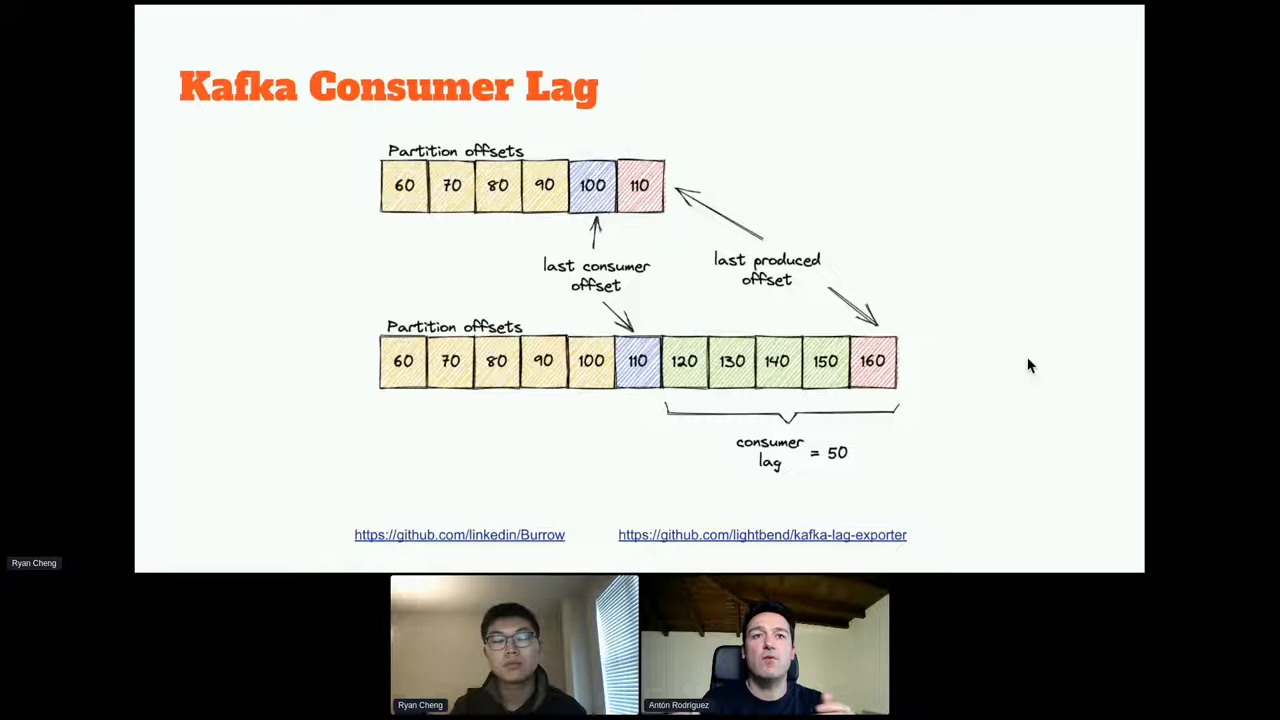 Kafka Consumer Lag
Partition offsets
60 70 80 90 100 110
last consumer
offset
last produced
offset
Partition offsets
60 70 80 90 100 110 120 130 140 150 160
consumer
lag = 50
https://github.com/linkedin/Burrow
https://github.com/lightbend/kafka-lag-exporter
Ryan Cheng
Ryan Cheng
Antón Rodríguez